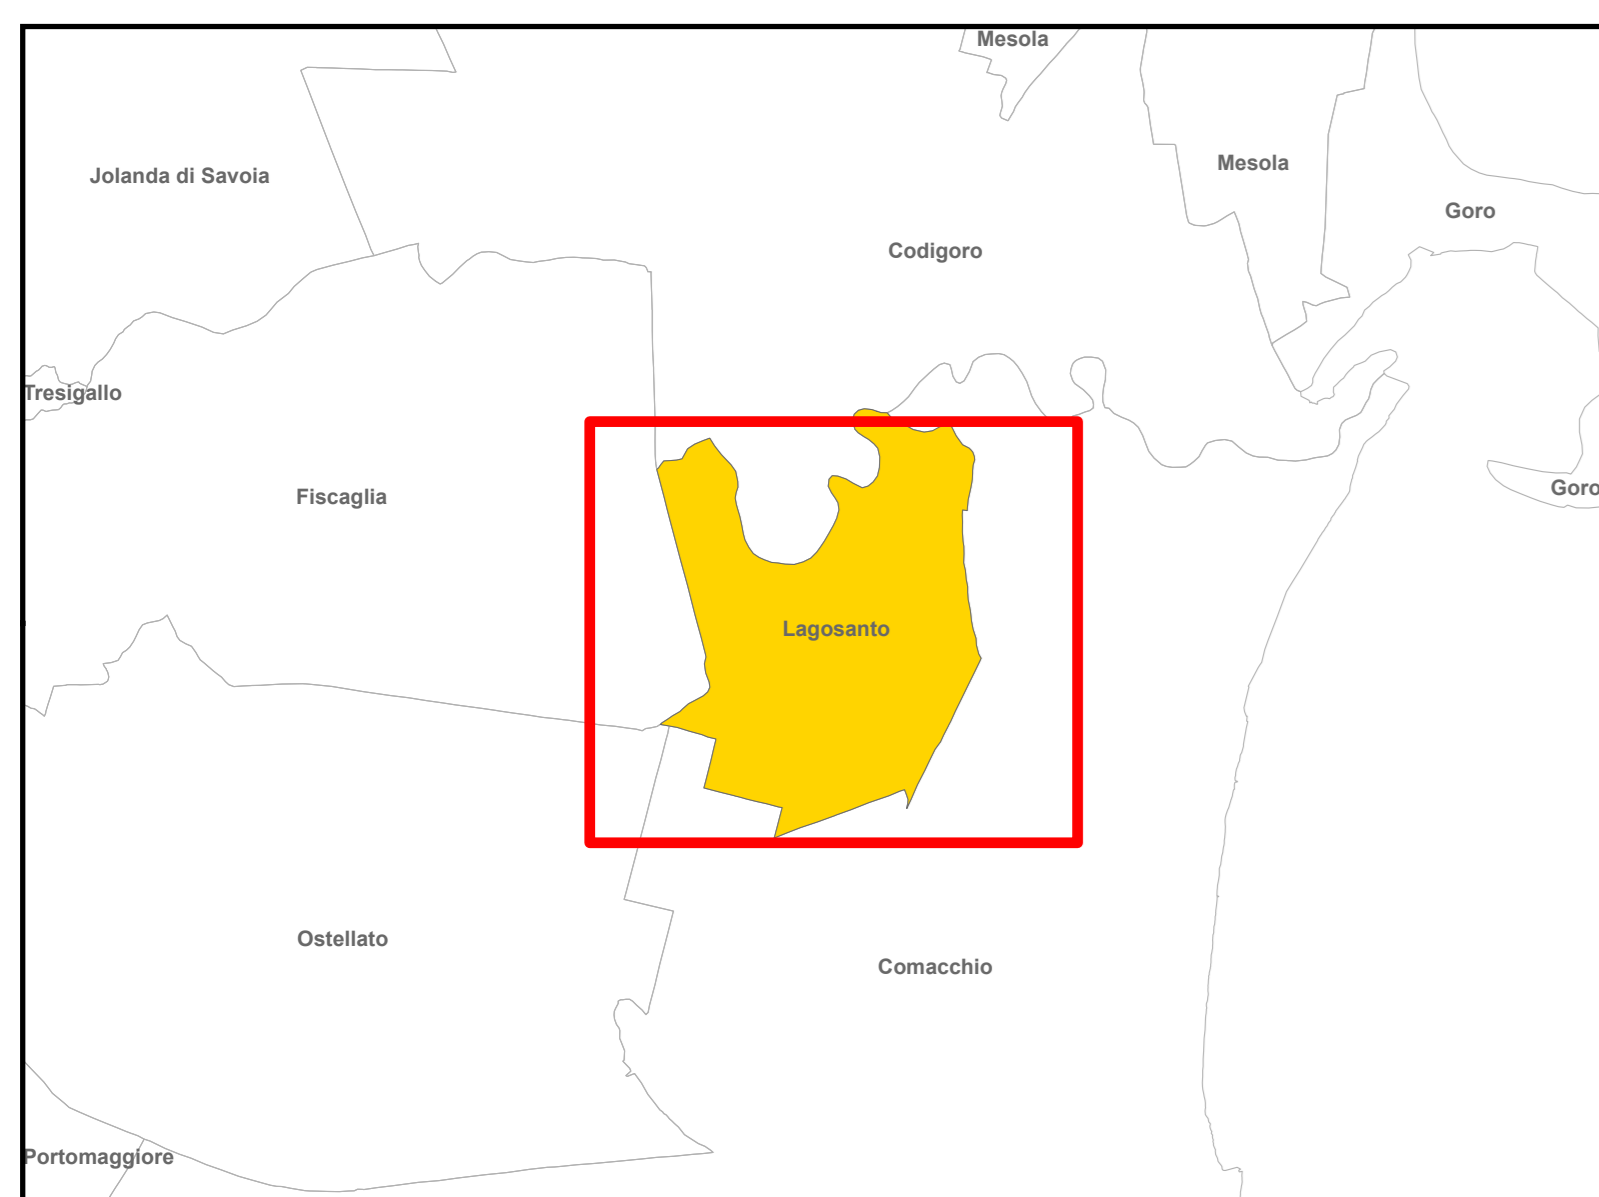 Mesola
Mesola
Jolanda di Savoia
Goro
Codigoro
Tresigallo
Goro
Fiscaglia
Lagosanto
Ostellato
Comacchio
Portomaggiore